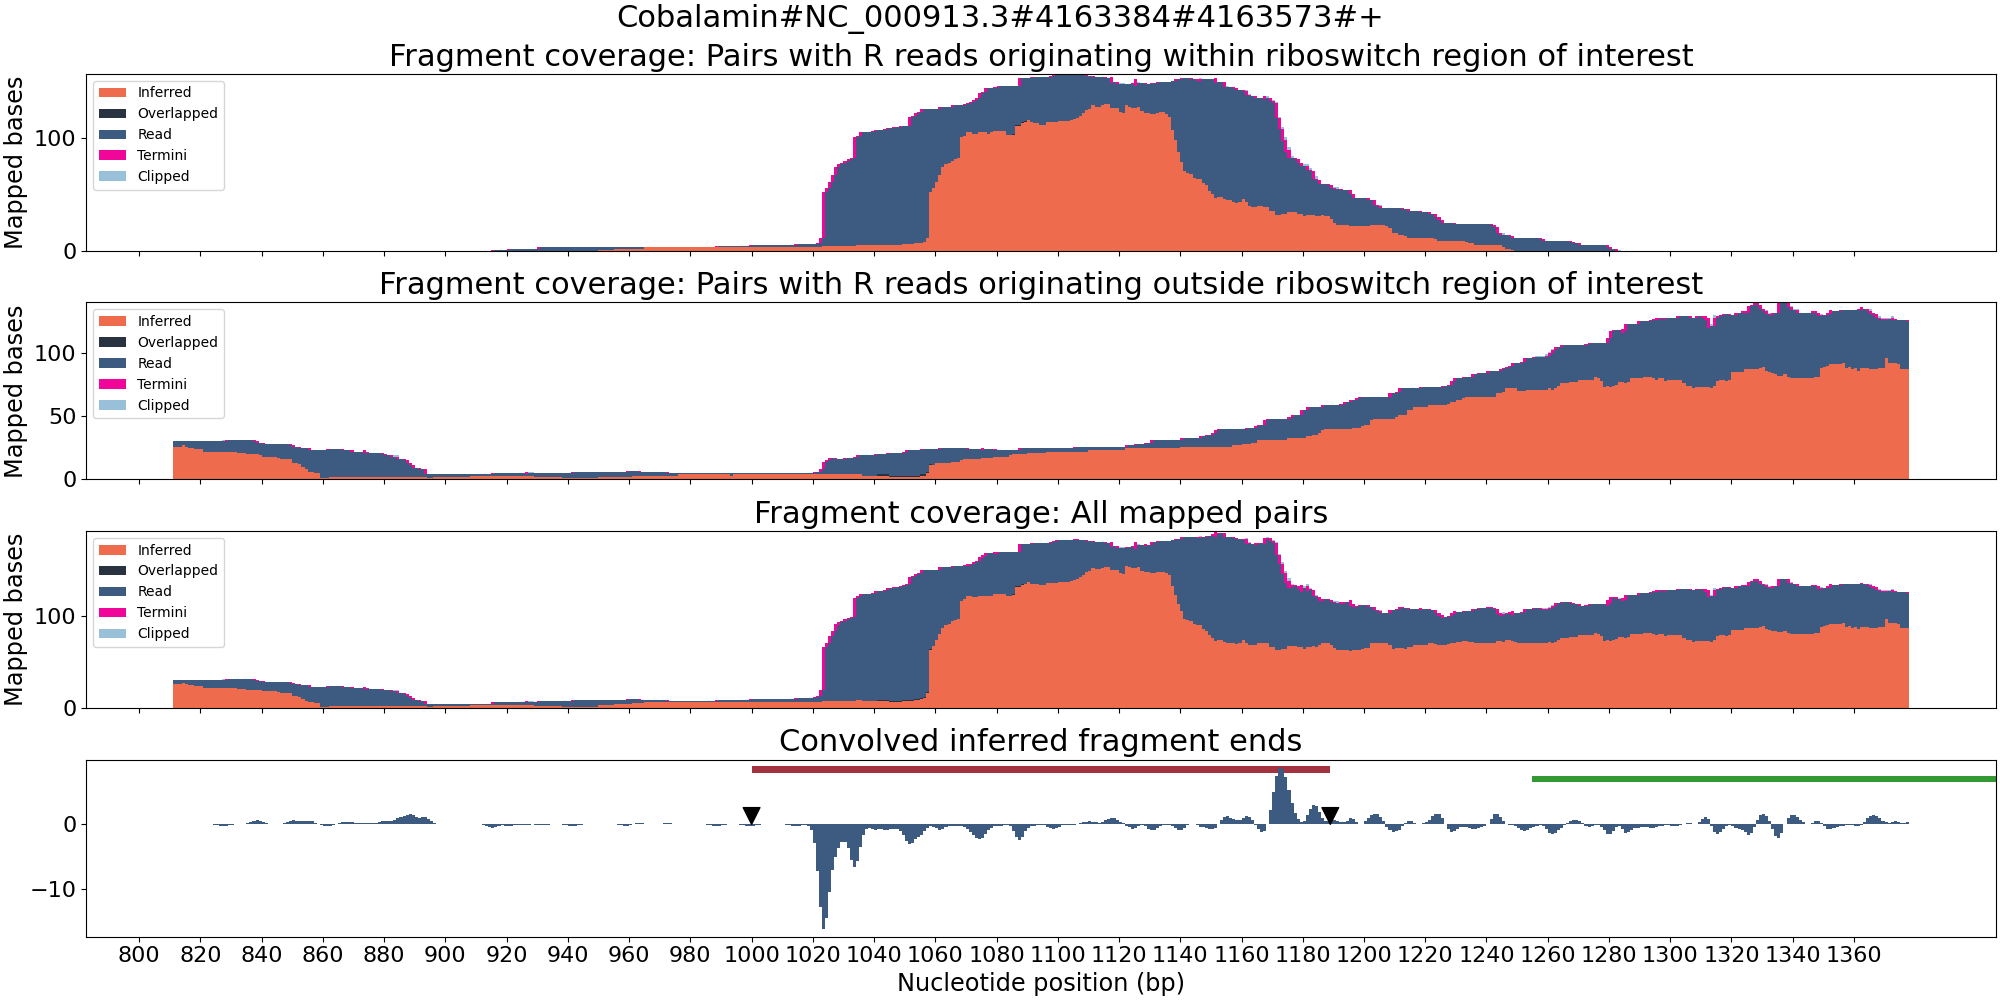 Cobalamin#NC_000913.3#4163384#4163573#+
Fragment coverage: Pairs with R reads originating within riboswitch region of interest
Mapped bases
100
0
Inferred
Overlapped
Read
Termini
Clipped
Fragment coverage: Pairs with R reads originating outside riboswitch region of interest
Mapped bases
100
50
0
Inferred
Overlapped
Read
Termini
Clipped
Fragment coverage: All mapped pairs
Mapped bases
100
0
Inferred
Overlapped
Read
Termini
Clipped
Convolved inferred fragment ends
0
−10
800 820 840 860 880 900 920 940 960 980 1000 1020 1040 1060 1080 1100 1120 1140 1160 1180 1200 1220 1240 1260 1280 1300 1320 1340 1360
Nucleotide position (bp)